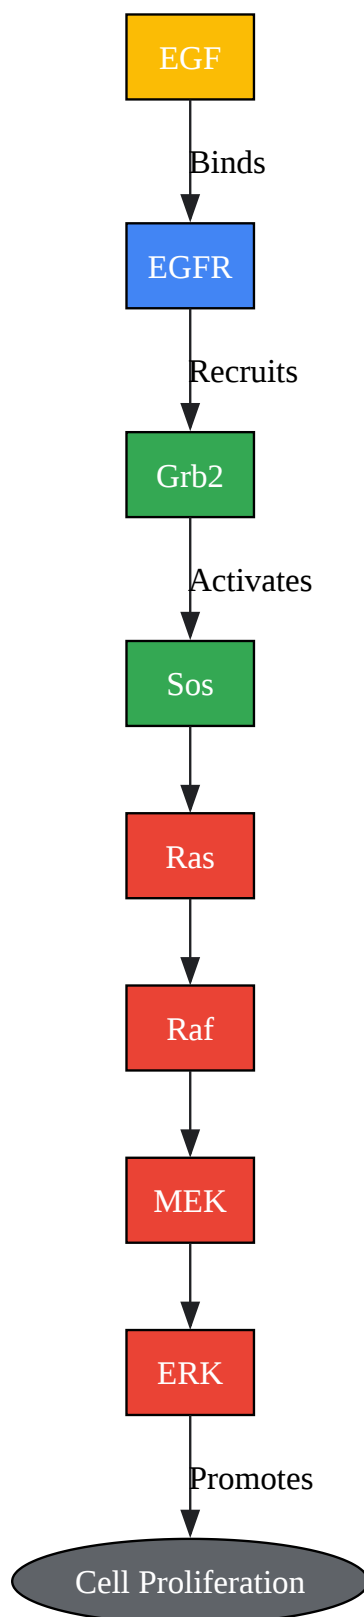 EGF
Binds
EGFR
Recruits
Grb2
Activates
Sos
Ras
Raf
MEK
ERK
Promotes
Cell Proliferation